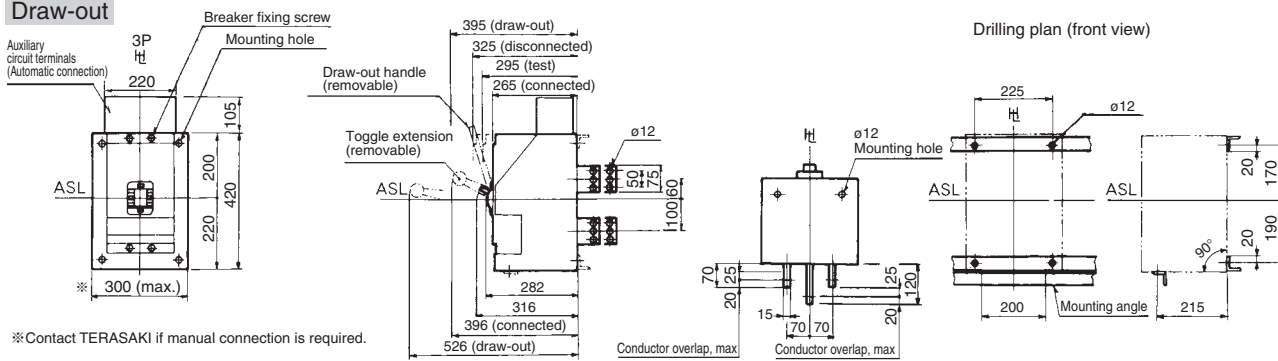 Draw-out
Breaker fixing screw
Mounting hole
Auxiliary
circuit terminals
(Automatic connection)
3P
HL
220
105
200
420
220
ASL
※ 300 (max.)
※Contact TERASAKI if manual connection is required.
395 (draw-out)
325 (disconnected)
295 (test)
265 (connected)
Draw-out handle
(removable)
Toggle extension
(removable)
ASL
ø12
50
75
60
100
282
316
396 (connected)
526 (draw-out)
HL
ø12
Mounting hole
70
25
20
15
70
70
25
120
20
Conductor overlap, max
Conductor overlap, max
Drilling plan (front view)
225
HL
ø12
ASL
200
Mounting angle
ASL
20
170
190
20
90°
215